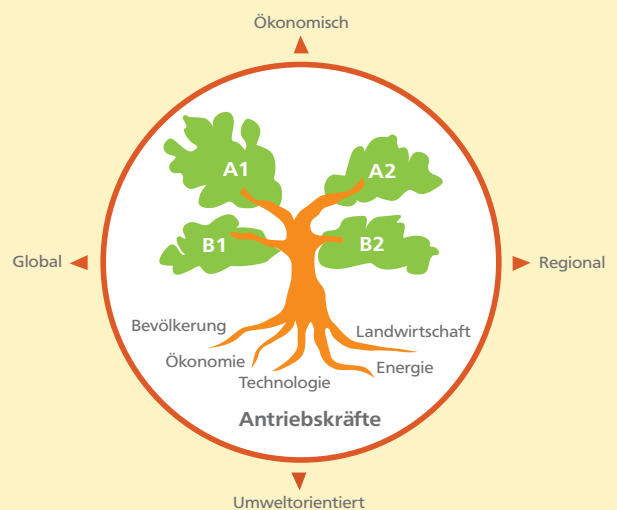 Ökonomisch
A1
A2
B1
B2
Global
Regional
Bevölkerung
Landwirtschaft
Ökonomie
Energie
Technologie
Antriebskräfte
Umweltorientiert